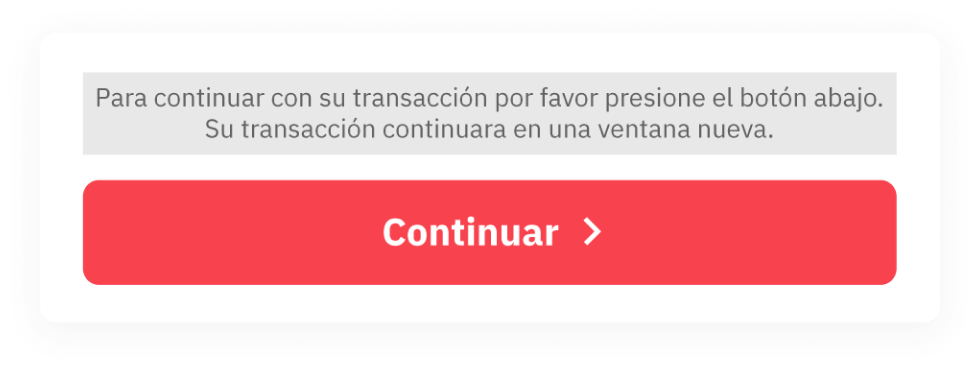 Para continuar con su transacción por favor presione el botón abajo.
Su transacción continuara en una ventana nueva.
Continuar